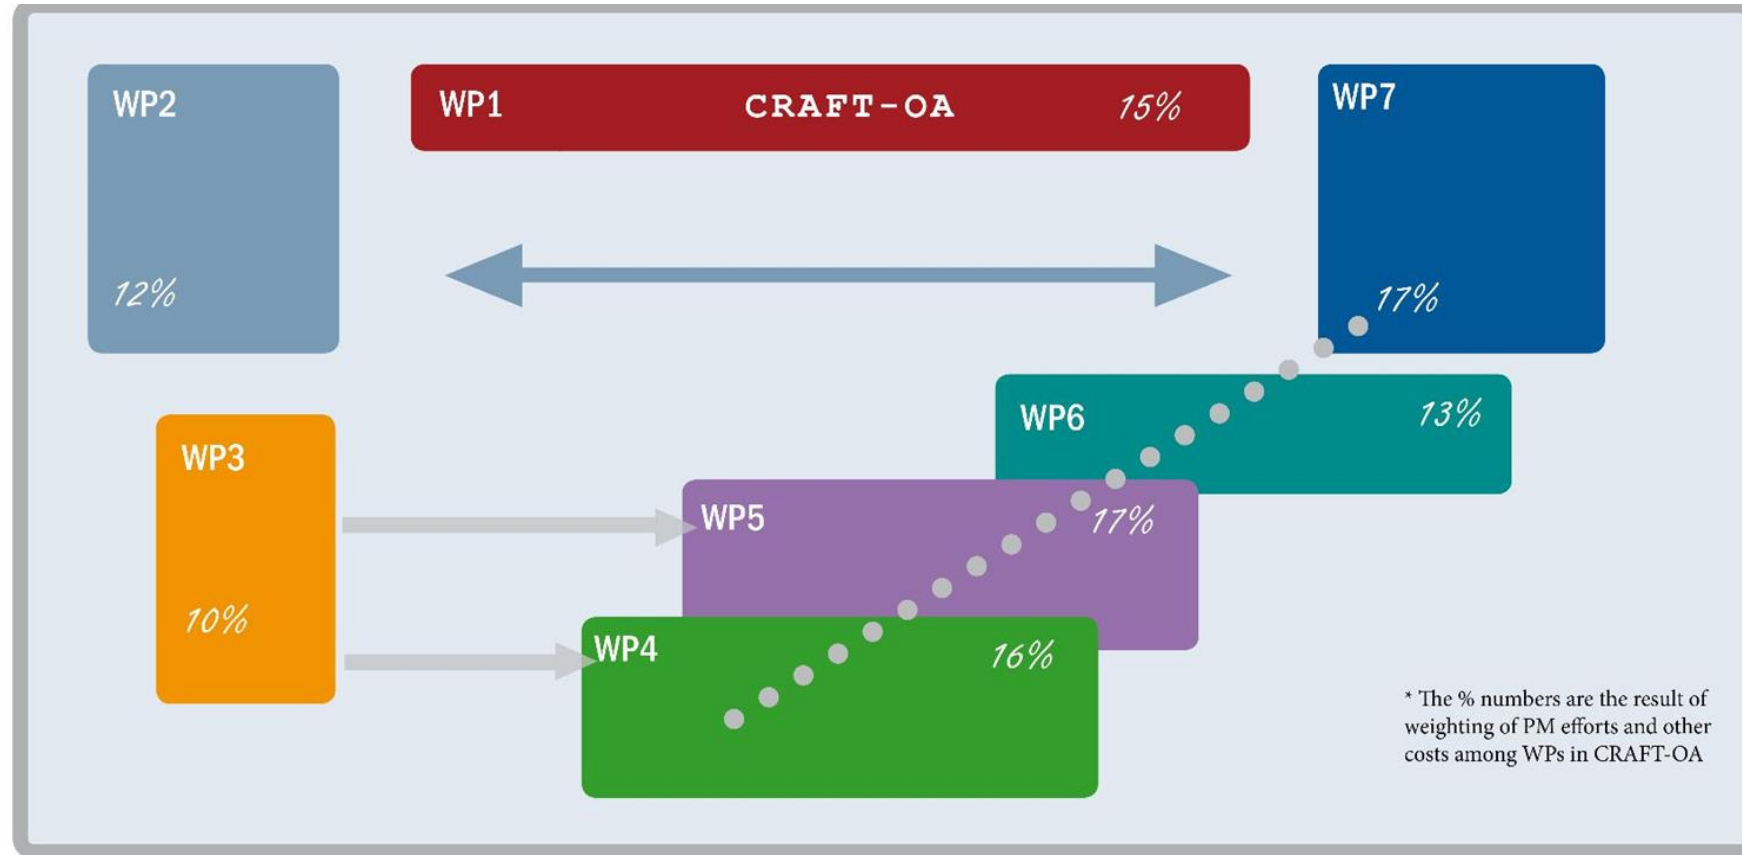 WP2
WP1 CRAFT-OA 15%
WP7
12%
17%
WP6 13%
WP3
WP5 17%
10%
WP4 16%
* The % numbers are the result of
weighting of PM efforts and other
costs among WPs in CRAFT-OA